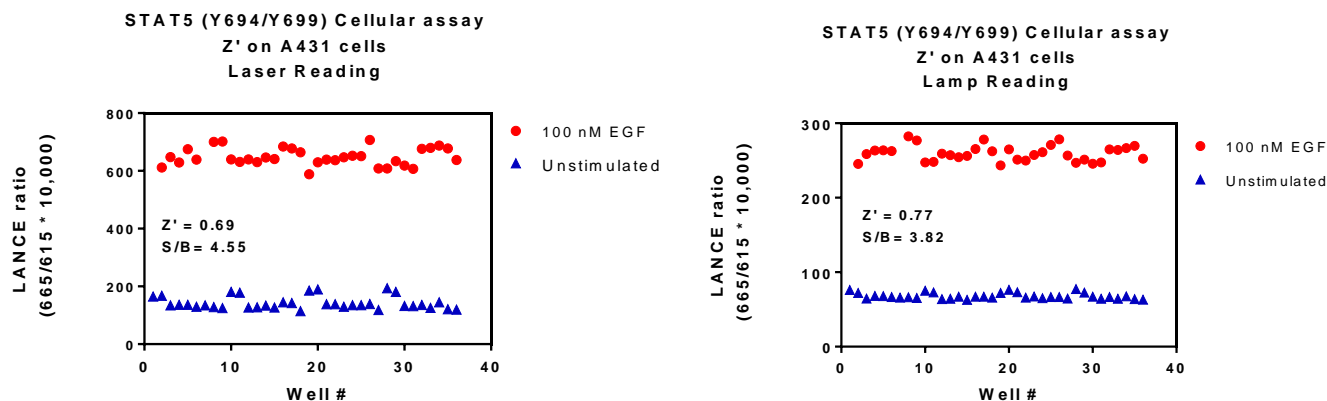 STAT5 (Y694/Y699) Cellular assay
Z' on A431 cells
Laser Reading
LANCE ratio
(665/615 * 10,000)
800
600
400
200
0
Z' = 0.69
S/B= 4.55
0
10
20
30
40
Well #
100 nM EGF
Unstimulated
STAT5 (Y694/Y699) Cellular assay
Z' on A431 cells
Lamp Reading
LANCE ratio
(665/615 * 10,000)
300
200
100
0
Z' = 0.77
S/B= 3.82
0
10
20
30
40
Well #
100 nM EGF
Unstimulated